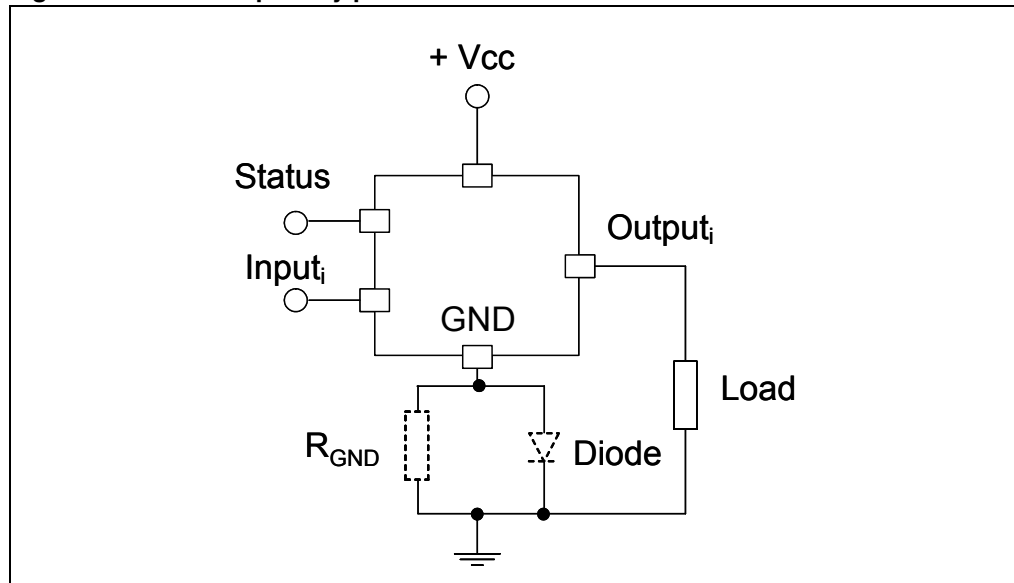 + Vcc
Status
Outputᵢ
Inputᵢ
GND
Load
R_GND
Diode